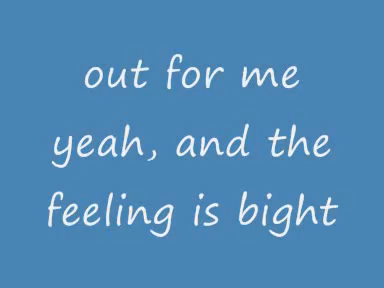 out for me
yeah, and the
feeling is bight